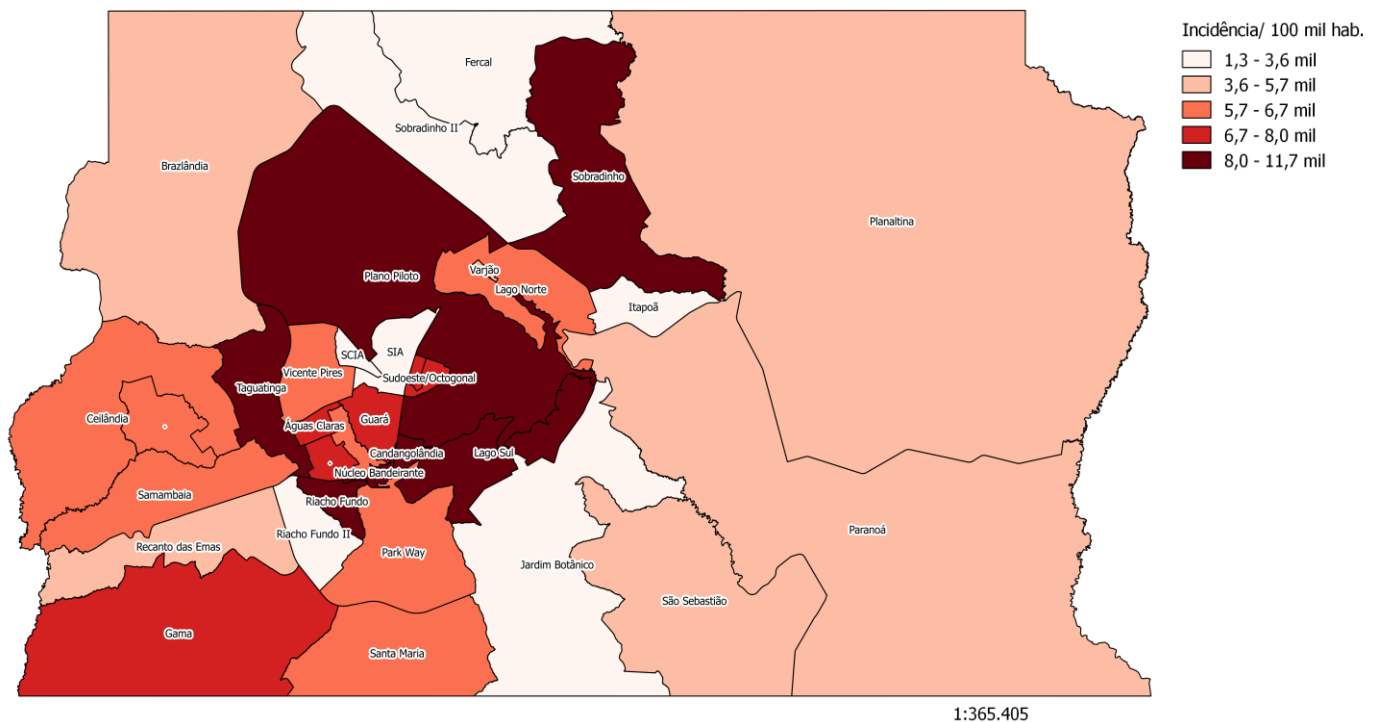 Incidência/ 100 mil hab.
1,3 - 3,6 mil
3,6 - 5,7 mil
5,7 - 6,7 mil
6,7 - 8,0 mil
8,0 - 11,7 mil
Fercal
Sobradinho II
Brazlândia
Sobradinho
Planaltina
Plano Piloto
Varjão
Lago Norte
Itapoã
SCIA
SIA
Vicente Pires
Sudoeste/Octogonal
Taguatinga
Ceilândia
Águas Claras
Guará
Candangolândia
Lago Sul
Núcleo Bandeirante
Samambaia
Riacho Fundo
Riacho Fundo II
Paranoá
Recanto das Emas
Park Way
Jardim Botânico
São Sebastião
Gama
Santa Maria
1:365.405